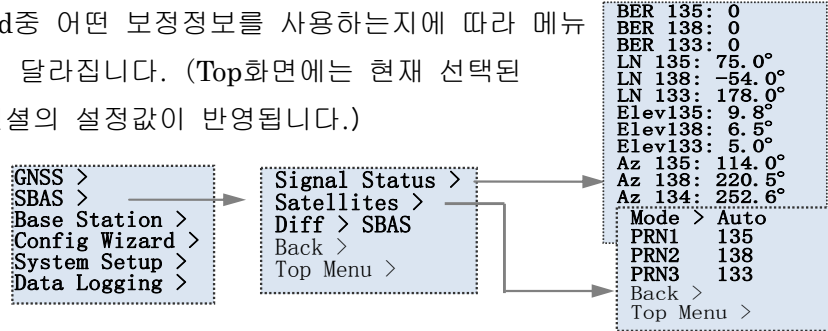 d중 어떤 보정정보를 사용하는지에 따라 메뉴
달라집니다. (Top화면에는 현재 선택된
셜의 설정값이 반영됩니다.)
GNSS >
SBAS >
Base Station >
Config Wizard >
System Setup >
Data Logging >
Signal Status >
Satellites >
Diff > SBAS
Back >
Top Menu >
BER 135: 0
BER 138: 0
BER 133: 0
LN 135: 75.0°
LN 138: -54.0°
LN 133: 178.0°
Elev135: 9.8°
Elev138: 6.5°
Elev133: 5.0°
Az 135: 114.0°
Az 138: 220.5°
Az 134: 252.6°
Mode > Auto
PRN1 135
PRN2 138
PRN3 133
Back >
Top Menu >